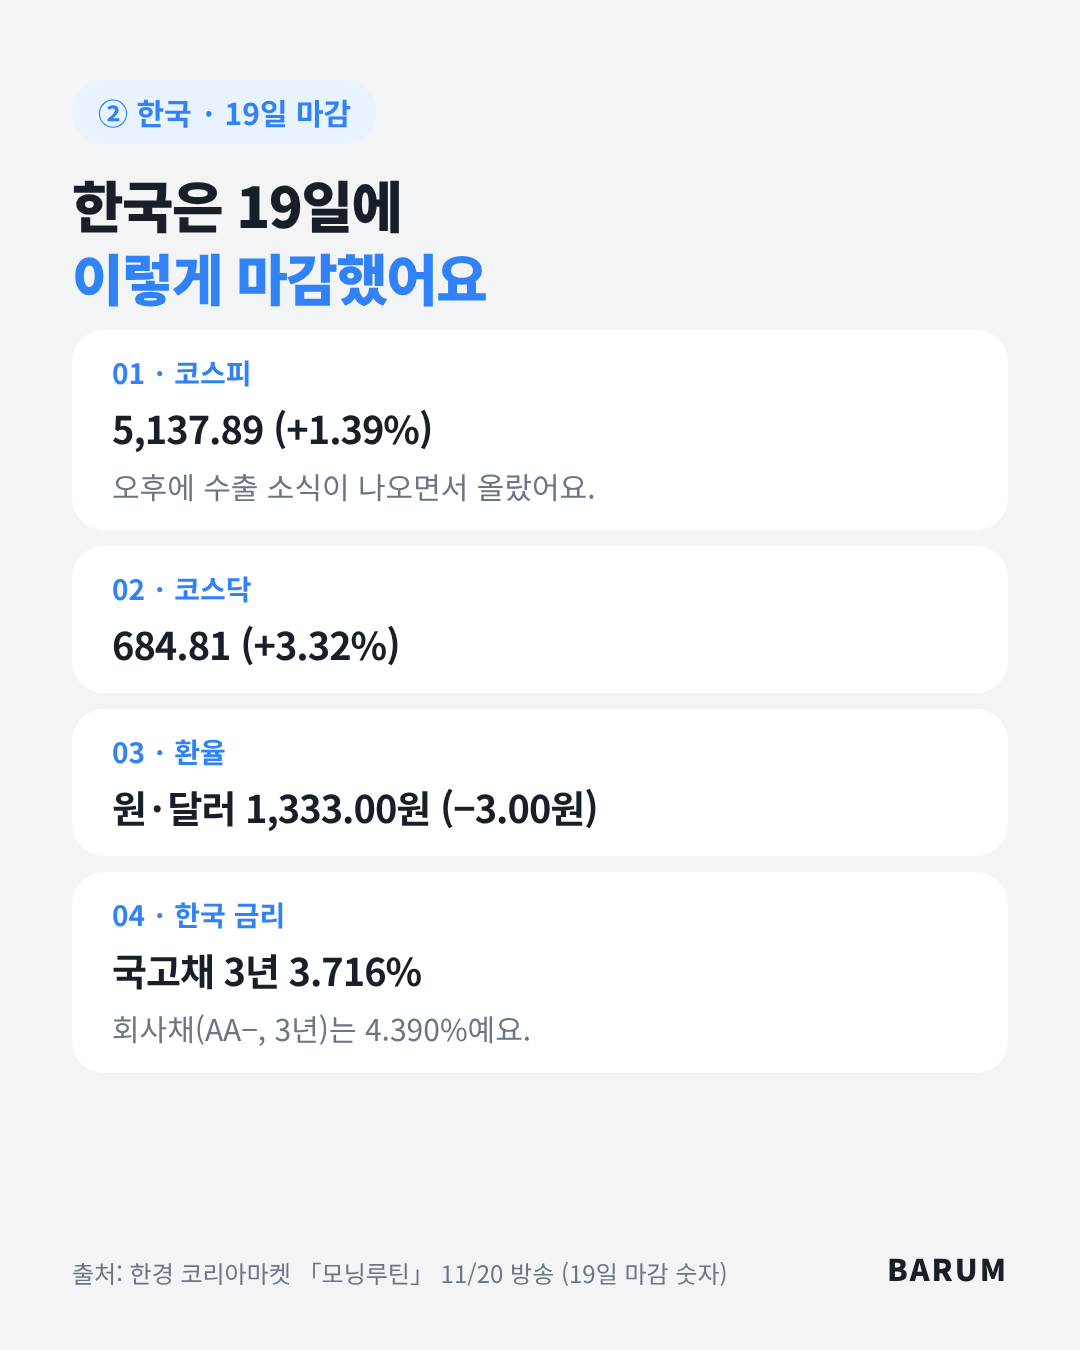 ② 한국 · 19일 마감
한국은 19일에
이렇게 마감했어요
01 · 코스피
5,137.89 (+1.39%)
오후에 수출 소식이 나오면서 올랐어요.
02 · 코스닥
684.81 (+3.32%)
03 · 환율
원·달러 1,333.00원 (−3.00원)
04 · 한국 금리
국고채 3년 3.716%
회사채(AA−, 3년)는 4.390%예요.
출처: 한경 코리아마켓 「모닝루틴」 11/20 방송 (19일 마감 숫자)
BARUM